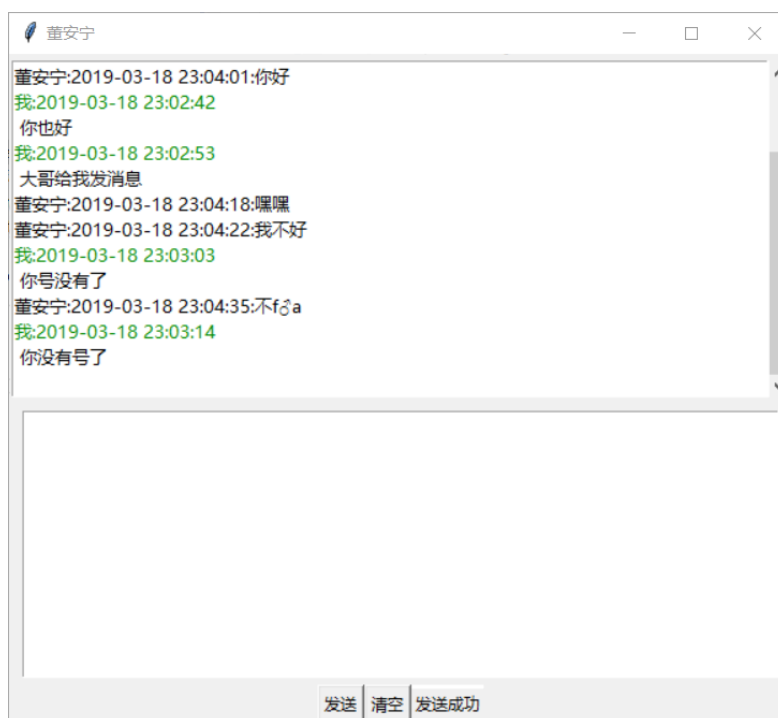 董安宁
董安宁:2019-03-18 23:04:01:你好
我:2019-03-18 23:02:42
你也好
我:2019-03-18 23:02:53
大哥给我发消息
董安宁:2019-03-18 23:04:18:嘿嘿
董安宁:2019-03-18 23:04:22:我不好
我:2019-03-18 23:03:03
你号没有了
董安宁:2019-03-18 23:04:35:不f♂a
我:2019-03-18 23:03:14
你没有号了
发送 清空 发送成功